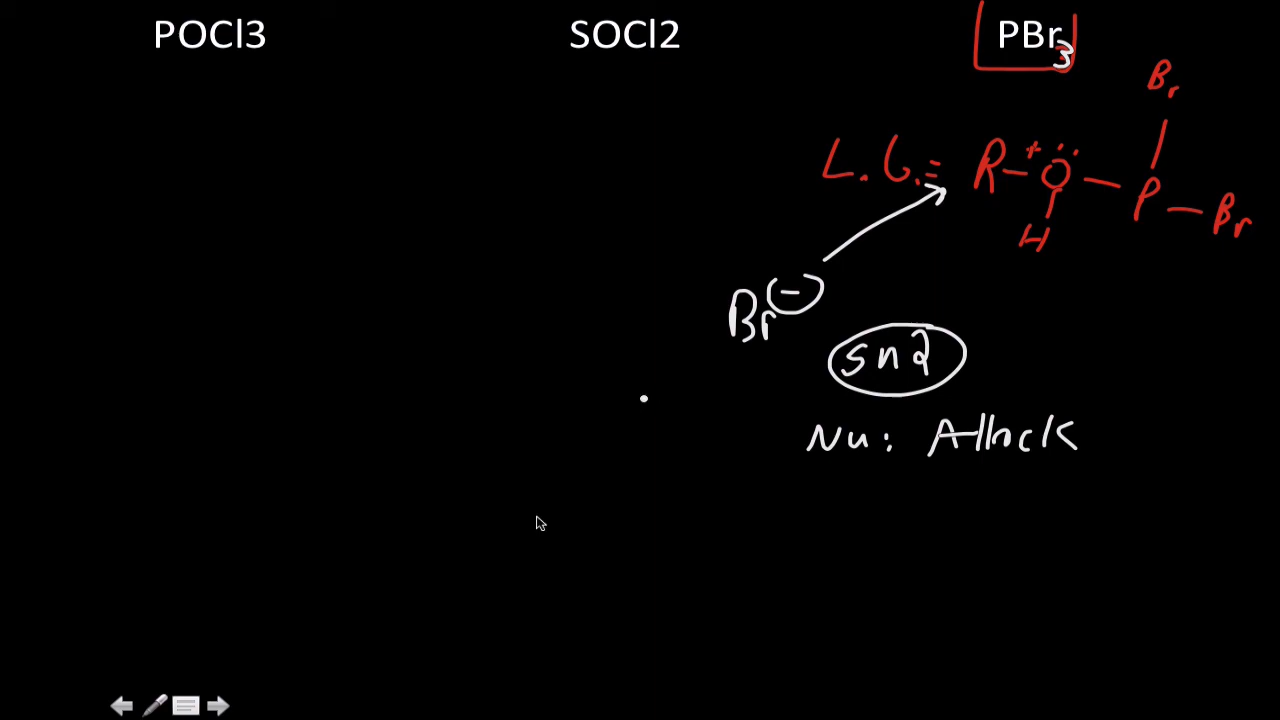 POCl3 SOCl2 PBr3
Br
L.G. = R-O-P-Br
+
H
Br(-)
sn2
Nu: Attack